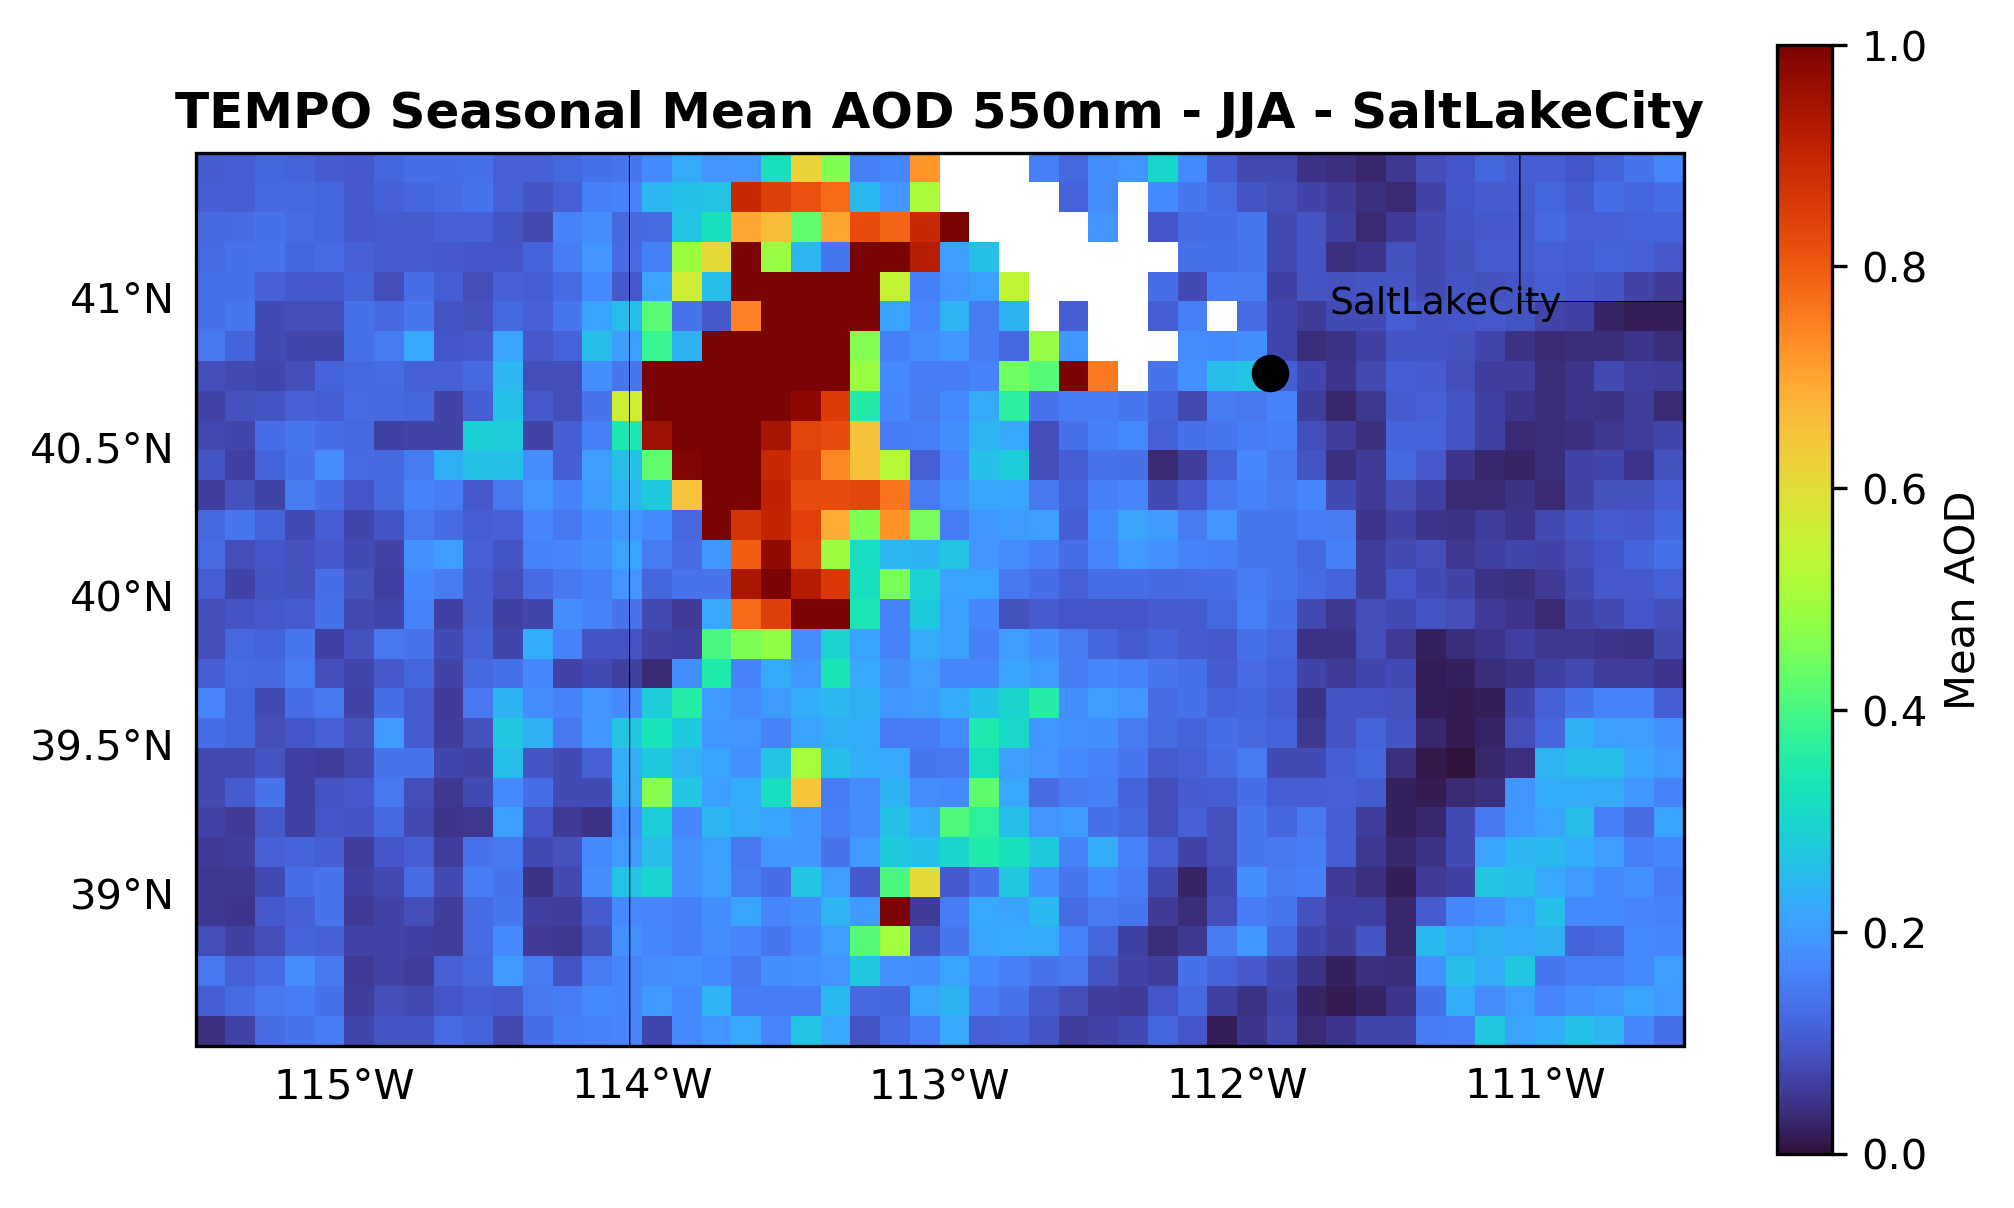 TEMPO Seasonal Mean AOD 550nm - JJA - SaltLakeCity
1.0
0.8
0.6
0.4
0.2
0.0
Mean AOD
41°N
40.5°N
40°N
39.5°N
39°N
SaltLakeCity
115°W
114°W
113°W
112°W
111°W